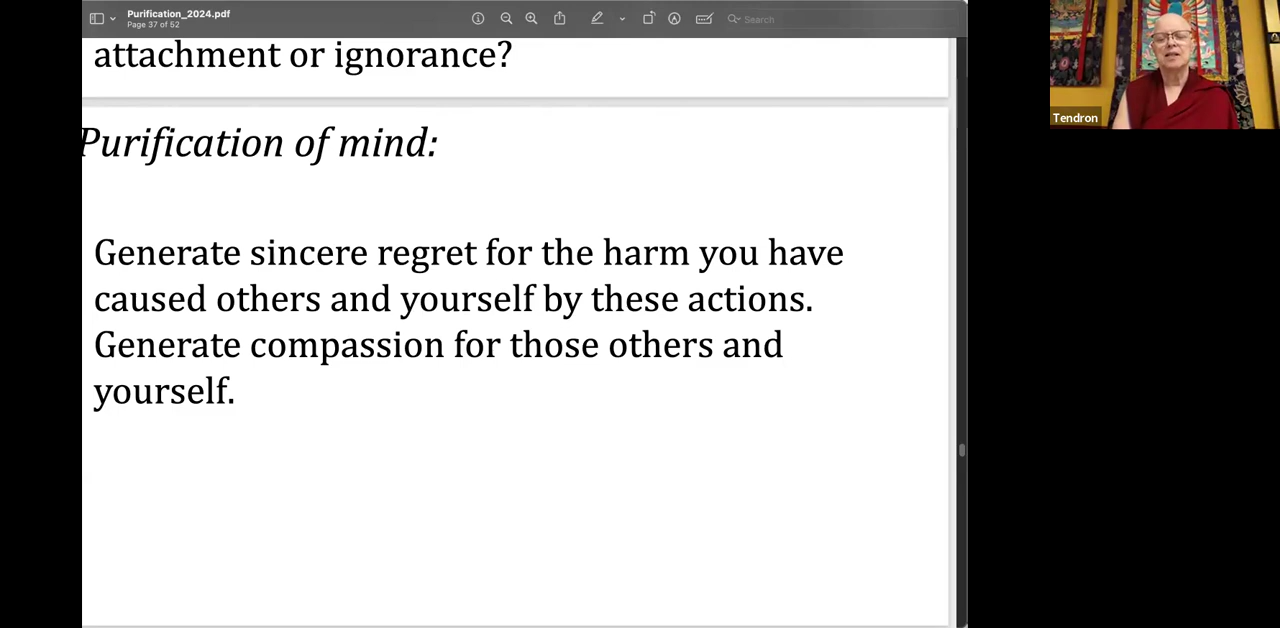 Purification_2024.pdf
Page 37 of 52
Search
Tendron
attachment or ignorance?
Purification of mind:
Generate sincere regret for the harm you have
caused others and yourself by these actions.
Generate compassion for those others and
yourself.